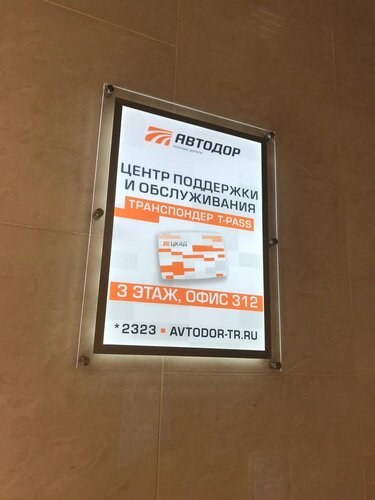 АВТОДОР
ЦЕНТР ПОДДЕРЖКИ
И ОБСЛУЖИВАНИЯ
ТРАНСПОНДЕР T-PASS
ЦКАД
3 ЭТАЖ, ОФИС 312
*2323 ▪ AVTODOR-TR.RU